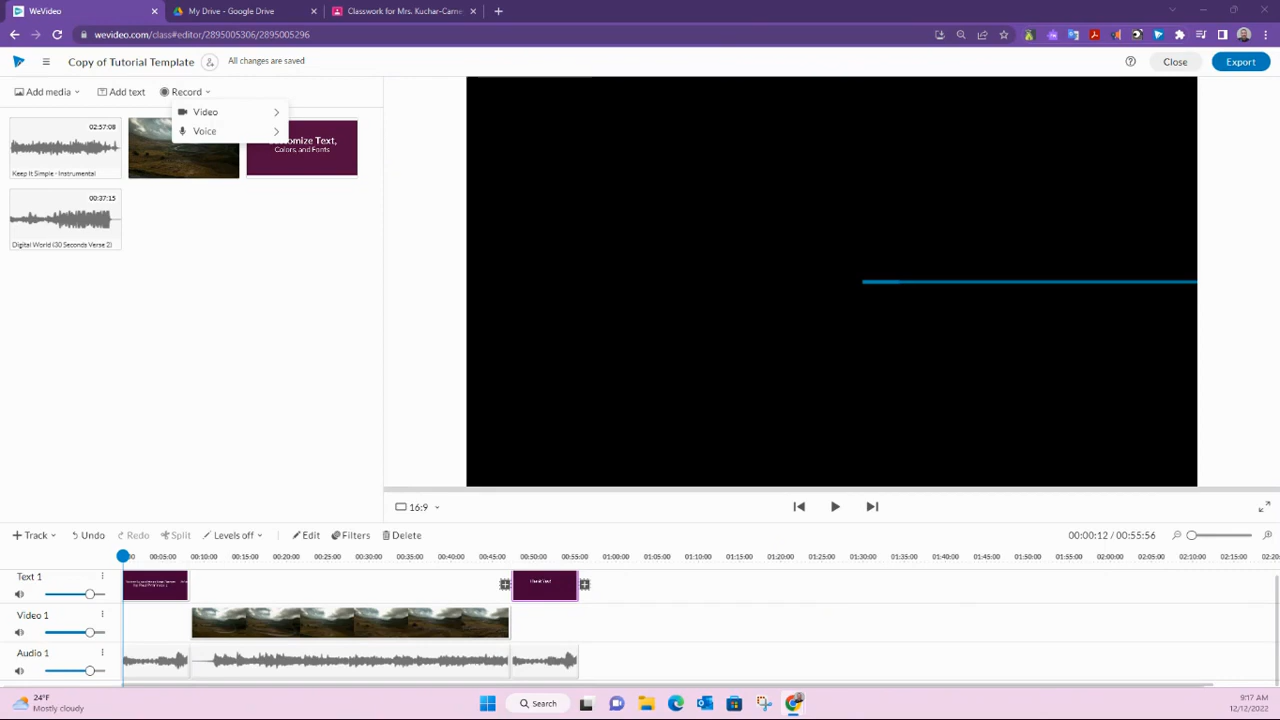 WeVideo
My Drive - Google Drive
Classwork for Mrs. Kuchar-Carne
wevideo.com/class#editor/2895005306/2895005296
Copy of Tutorial Template
All changes are saved
Close
Export
Add media
Add text
Record
Video
Voice
02:57:08
Keep It Simple - Instrumental
Customize Text,
Colors, and Fonts
00:37:15
Digital World (30 Seconds Verse 2)
16:9
Track
Undo
Redo
Split
Levels off
Edit
Filters
Delete
00:00:12 / 00:55:56
00:05:00 00:10:00 00:15:00 00:20:00 00:25:00 00:30:00 00:35:00 00:40:00 00:45:00 00:50:00 00:55:00 01:00:00 01:05:00 01:10:00 01:15:00 01:20:00 01:25:00 01:30:00 01:35:00 01:40:00 01:45:00 01:50:00 01:55:00 02:00:00 02:05:00 02:10:00 02:15:00 02:20
Text 1
Thank You!
Video 1
Audio 1
24°F
Mostly cloudy
Search
9:17 AM
12/12/2022